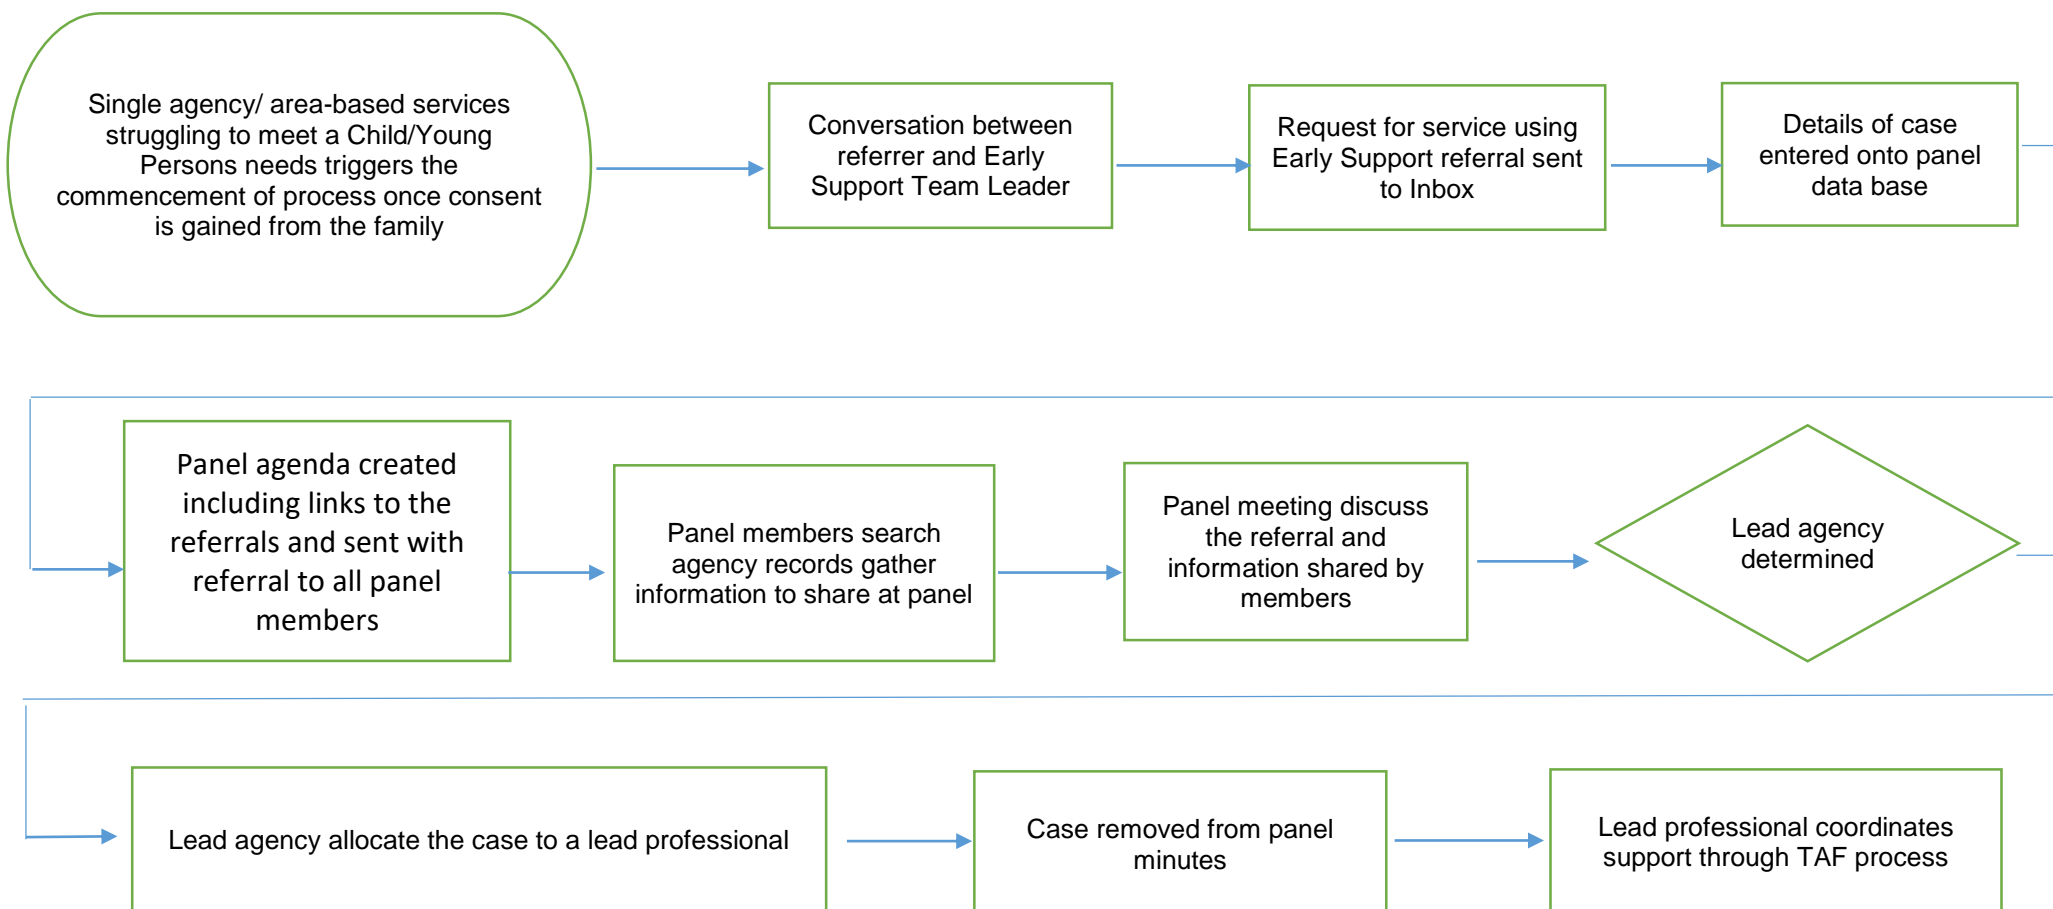 Single agency/ area-based services
struggling to meet a Child/Young
Persons needs triggers the
commencement of process once consent
is gained from the family
Conversation between
referrer and Early
Support Team Leader
Request for service using
Early Support referral sent
to Inbox
Details of case
entered onto panel
data base
Panel agenda created
including links to the
referrals and sent with
referral to all panel
members
Panel members search
agency records gather
information to share at panel
Panel meeting discuss
the referral and
information shared by
members
Lead agency
determined
Lead agency allocate the case to a lead professional
Case removed from panel
minutes
Lead professional coordinates
support through TAF process